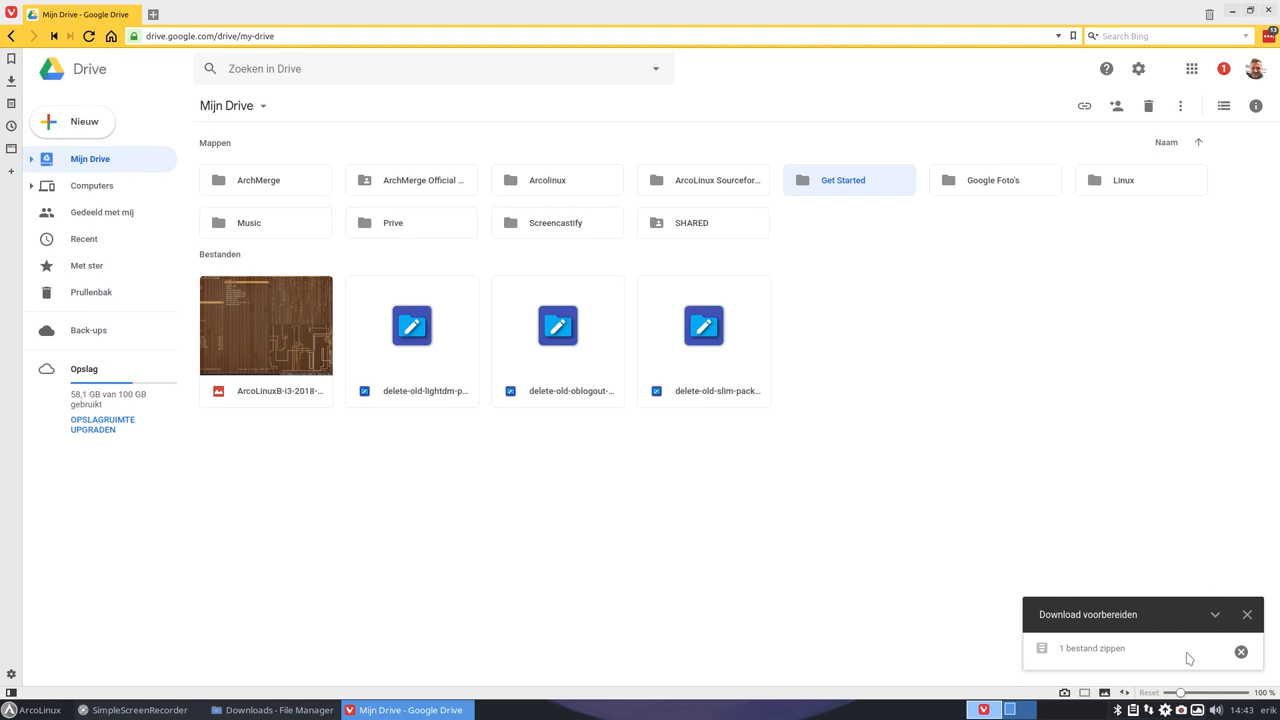 Mijn Drive - Google Drive
drive.google.com/drive/my-drive
Search Bing
13
Drive
Zoeken in Drive
1
Nieuw
Mijn Drive
Mijn Drive
Computers
Gedeeld met mij
Recent
Met ster
Prullenbak
Back-ups
Opslag
58,1 GB van 100 GB
gebruikt
OPSLAGRUIMTE
UPGRADEN
Mappen
Naam
ArchMerge
ArchMerge Official ...
Arcolinux
ArcoLinux Sourcefor...
Get Started
Google Foto's
Linux
Music
Prive
Screencastify
SHARED
Bestanden
ArcoLinuxB-i3-2018-...
delete-old-lightdm-p...
delete-old-oblogout-...
delete-old-slim-pack...
Download voorbereiden
1 bestand zippen
Reset
100 %
ArcoLinux
SimpleScreenRecorder
Downloads - File Manager
Mijn Drive - Google Drive
14:43
erik